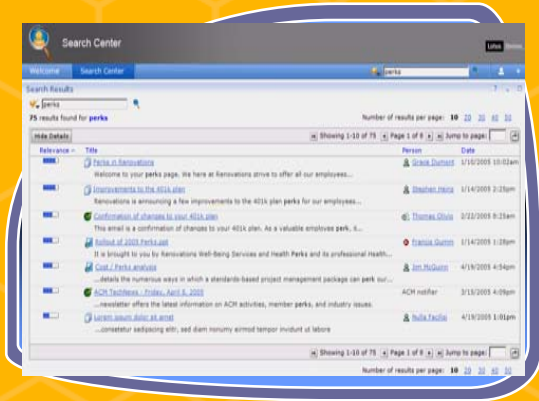 Search Center
Lotus
Welcome Search Center perks
Search Results
perks
75 results found for perks Number of results per page: 10 20 30 40 50
Hide Details Showing 1-10 of 75 Page 1 of 8 Jump to page:
Relevance Title Person Date
Perks in Renovations Grace Dumont 1/10/2005 10:02am
Welcome to your perks page. We here at Renovations strive to offer all our employees...
Improvements to the 401k plan Stephen Heinz 1/14/2005 2:25pm
Renovations is announcing a few improvements to the 401k plan perks for our employees...
Confirmation of changes to your 401k plan Thomas Olivio 2/22/2005 8:25am
This email is a confirmation of changes to your 401k plan. As a valuable employee perk, it...
Rollout of 2005 Perks.ppt Francis Gumm 1/14/2005 1:28pm
It is brought to you by Renovations Well-Being Services and Health Perks and its professional Health...
Cost / Perks analysis Jim McGuinn 4/19/2005 4:54pm
...details the numerous ways in which a standards-based project management package can perk our...
ACM TechNews - Friday, April 8, 2005 ACM notifier 3/15/2005 4:09pm
...newsletter offers the latest information on ACM activities, member perks, and industry issues.
Lorem ipsum dolor sit amet 4/19/2005 1:01pm
...consetetur sadipscing elitr, sed diam nonumy eirmod tempor invidunt ut labore
Showing 1-10 of 75 Page 1 of 8 Jump to page:
Number of results per page: 10 20 30 40 50